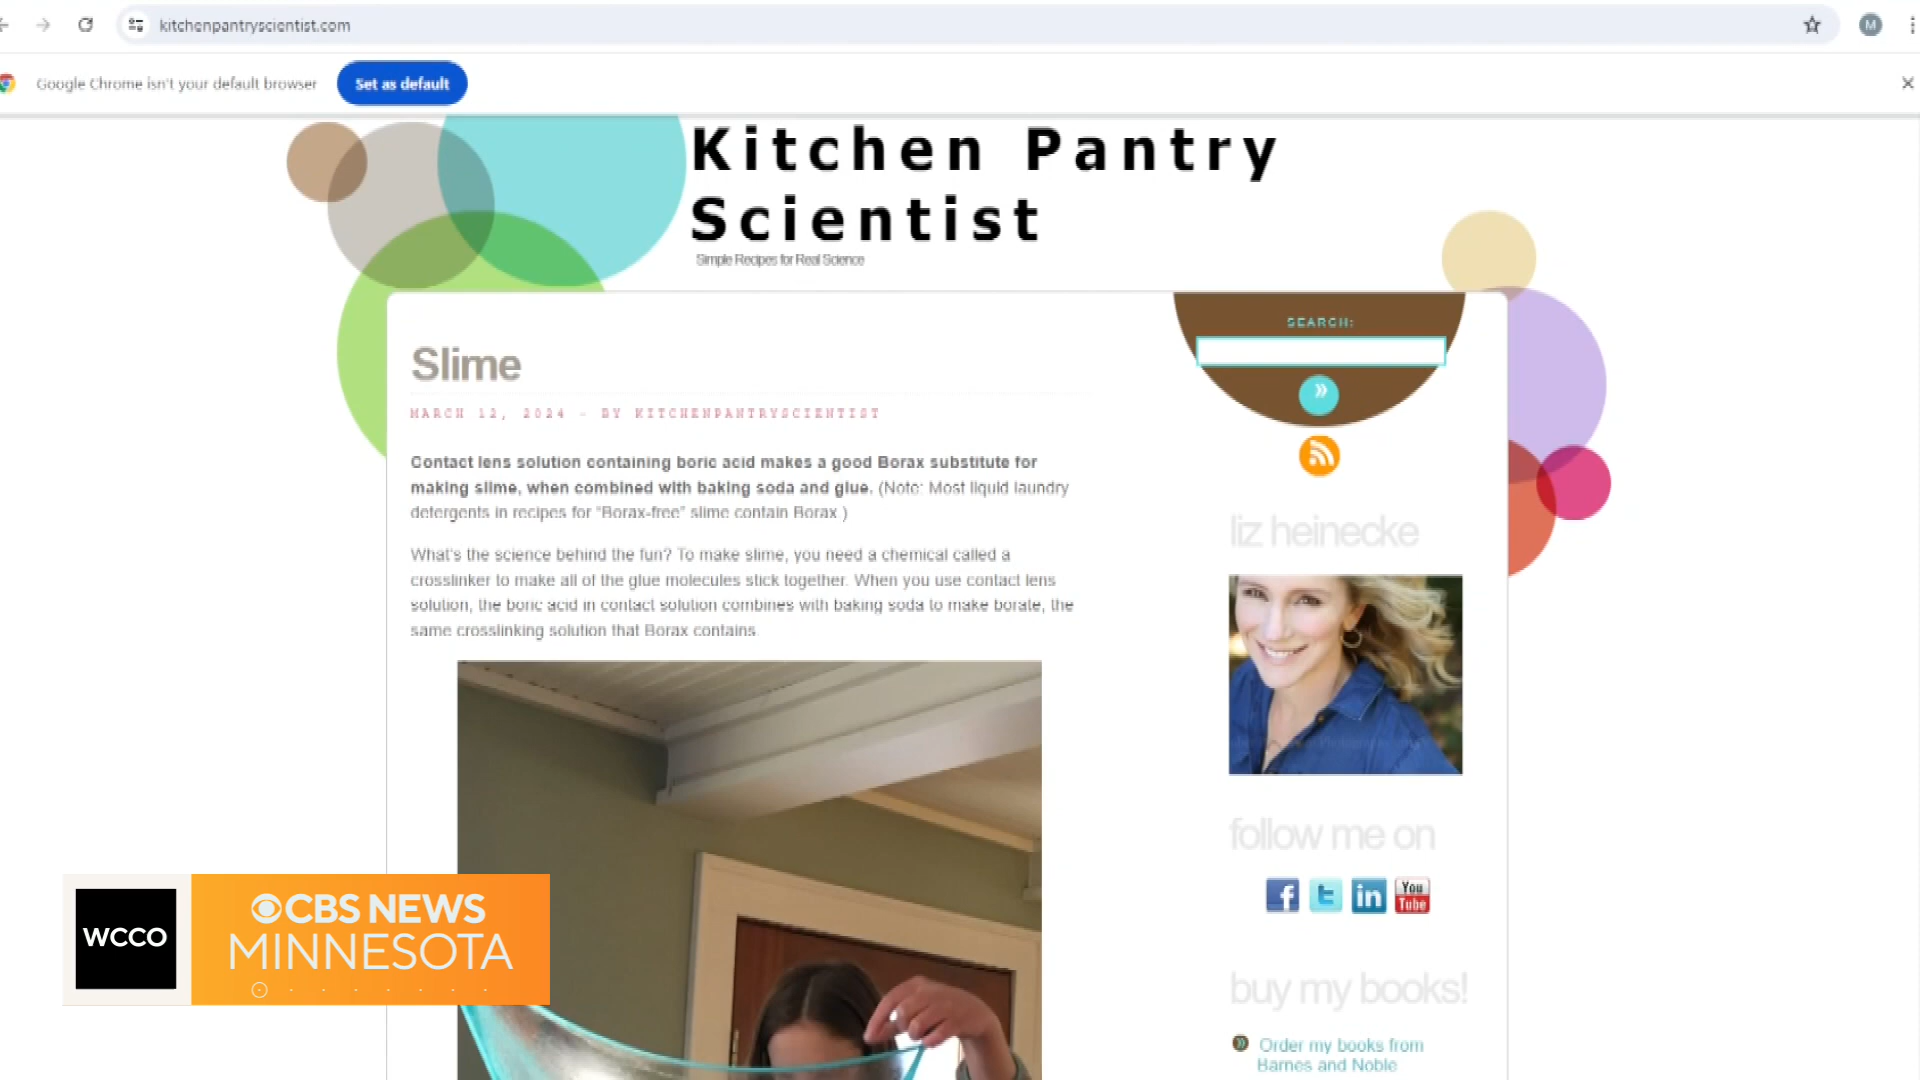 kitchenpantryscientist.com
M
Google Chrome isn't your default browser
Set as default
Kitchen Pantry
Scientist
Simple Recipes for Real Science
SEARCH:
»
Slime
MARCH 12, 2024 - BY KITCHENPANTRYSCIENTIST
Contact lens solution containing boric acid makes a good Borax substitute for
making slime, when combined with baking soda and glue. (Note: Most liquid laundry
detergents in recipes for "Borax-free" slime contain Borax.)
What's the science behind the fun? To make slime, you need a chemical called a
crosslinker to make all of the glue molecules stick together. When you use contact lens
solution, the boric acid in contact solution combines with baking soda to make borate, the
same crosslinking solution that Borax contains.
liz heinecke
follow me on
f t in You Tube
buy my books!
Order my books from
Barnes and Noble
WCCO
CBS NEWS
MINNESOTA